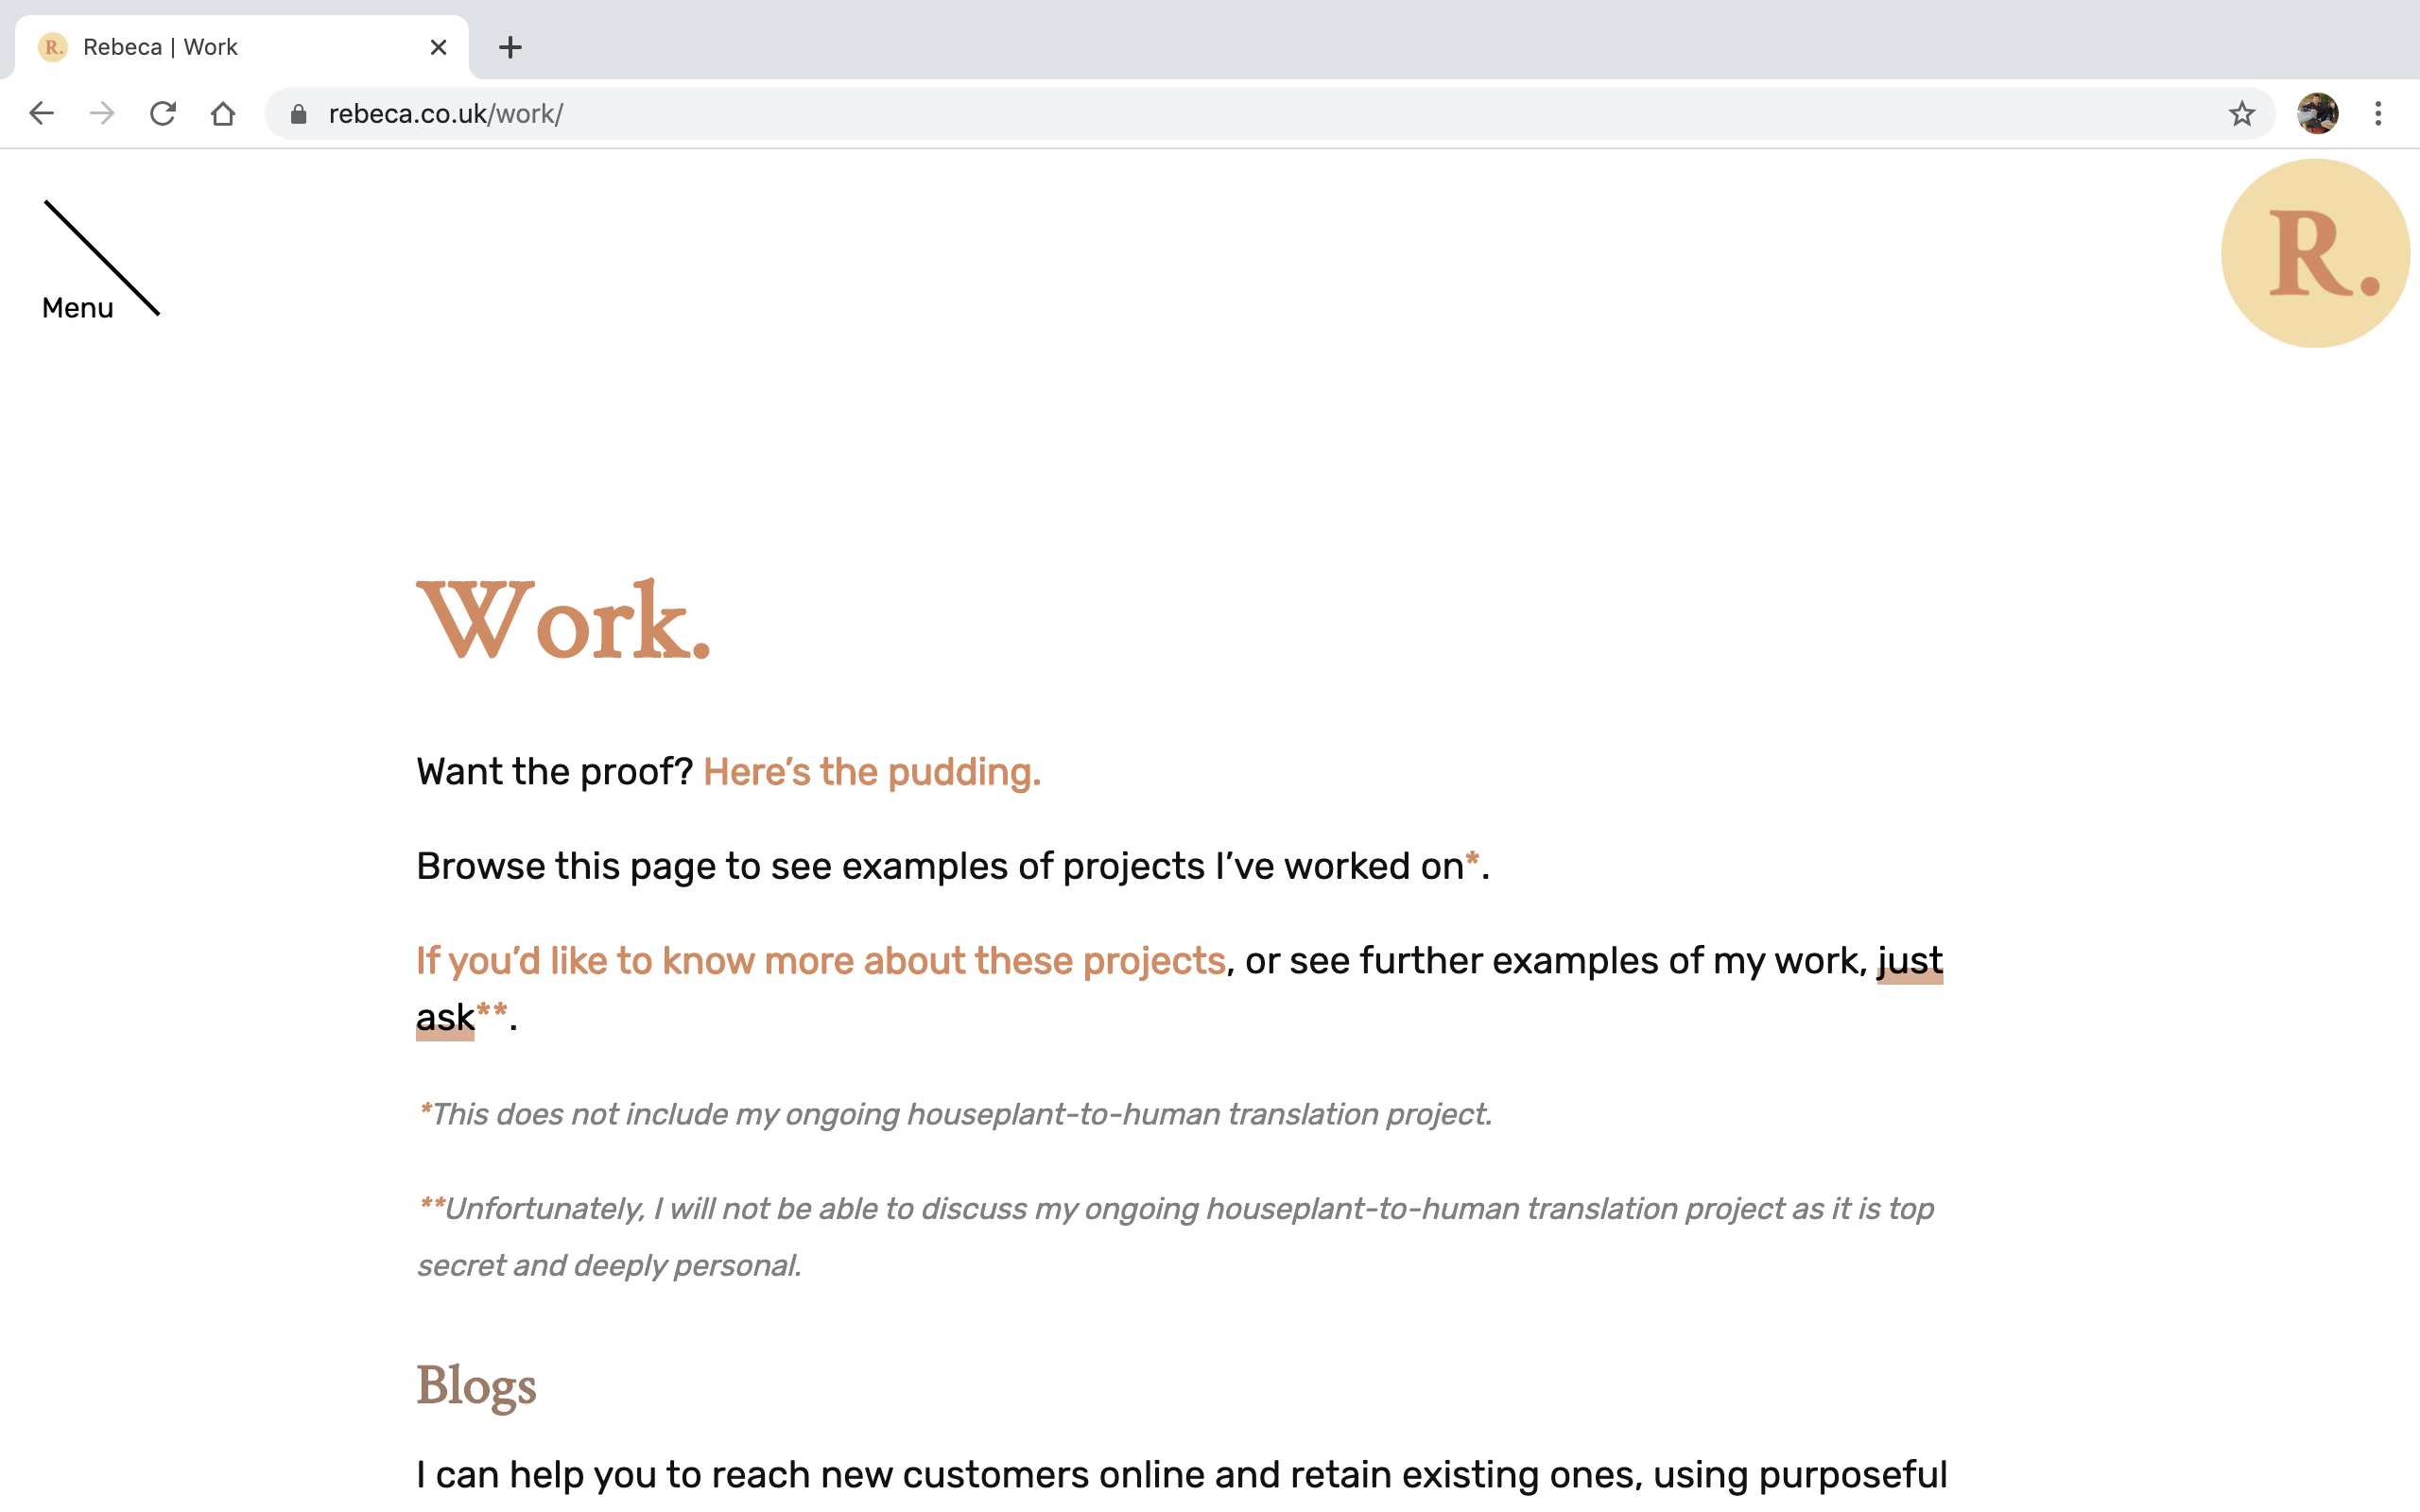 R. Rebeca | Work
rebeca.co.uk/work/
R.
Menu
Work.
Want the proof? Here’s the pudding.
Browse this page to see examples of projects I’ve worked on*.
If you’d like to know more about these projects, or see further examples of my work, just
ask**.
*This does not include my ongoing houseplant-to-human translation project.
**Unfortunately, I will not be able to discuss my ongoing houseplant-to-human translation project as it is top
secret and deeply personal.
Blogs
I can help you to reach new customers online and retain existing ones, using purposeful